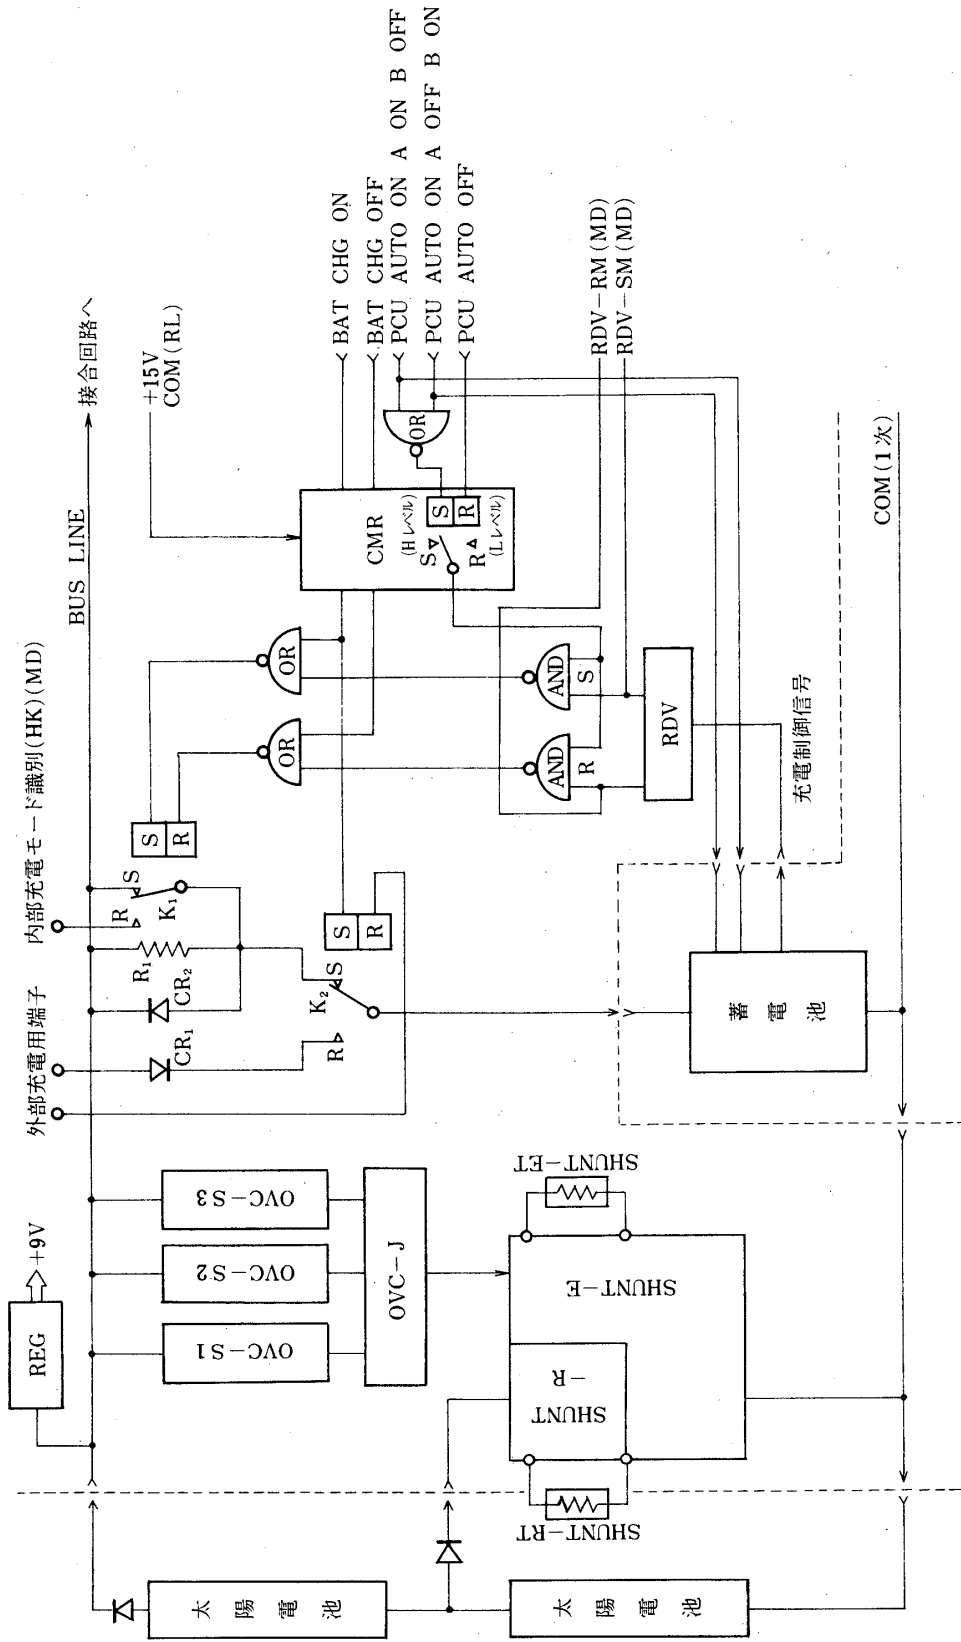 太陽電池
太陽電池
REG
+9V
BUS LINE
接合回路へ
外部充電用端子
内部充電モード識別(HK)(MD)
OVC-S1
OVC-S2
OVC-S3
OVC-J
SHUNT
-R
SHUNT-E
SHUNT-RT
SHUNT-ET
CR₁
CR₂
R₁
R
S
K₁
S
R
R
S
K₂
S
R
OR
OR
+15V
COM(RL)
CMR
(Hレベル)
S
R
(Lレベル)
S
R
OR
BAT CHG ON
BAT CHG OFF
PCU AUTO ON A ON B OFF
PCU AUTO ON A OFF B ON
PCU AUTO OFF
AND
R
AND
S
RDV-RM(MD)
RDV-SM(MD)
RDV
充電制御信号
蓄電池
COM(1次)